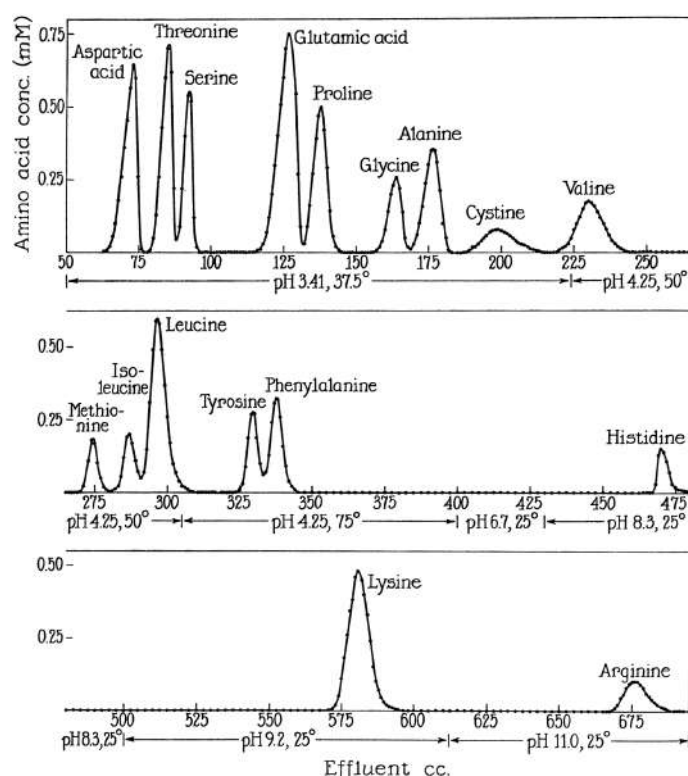 Amino acid conc. (mM)
0.75
0.50
0.25
Aspartic
acid
Threonine
Serine
Glutamic acid
Proline
Glycine
Alanine
Cystine
Valine
50 75 100 125 150 175 200 225 250
pH 3.41, 37.5° pH 4.25, 50°
0.50
0.25
Methio-
nine
Iso-
leucine
Leucine
Tyrosine
Phenylalanine
Histidine
275 300 325 350 375 400 425 450 475
pH 4.25, 50° pH 4.25, 75° pH 6.7, 25° pH 8.3, 25°
0.50
0.25
Lysine
Arginine
500 525 550 575 600 625 650 675
pH 8.3, 25° pH 9.2, 25° pH 11.0, 25°
Effluent cc.